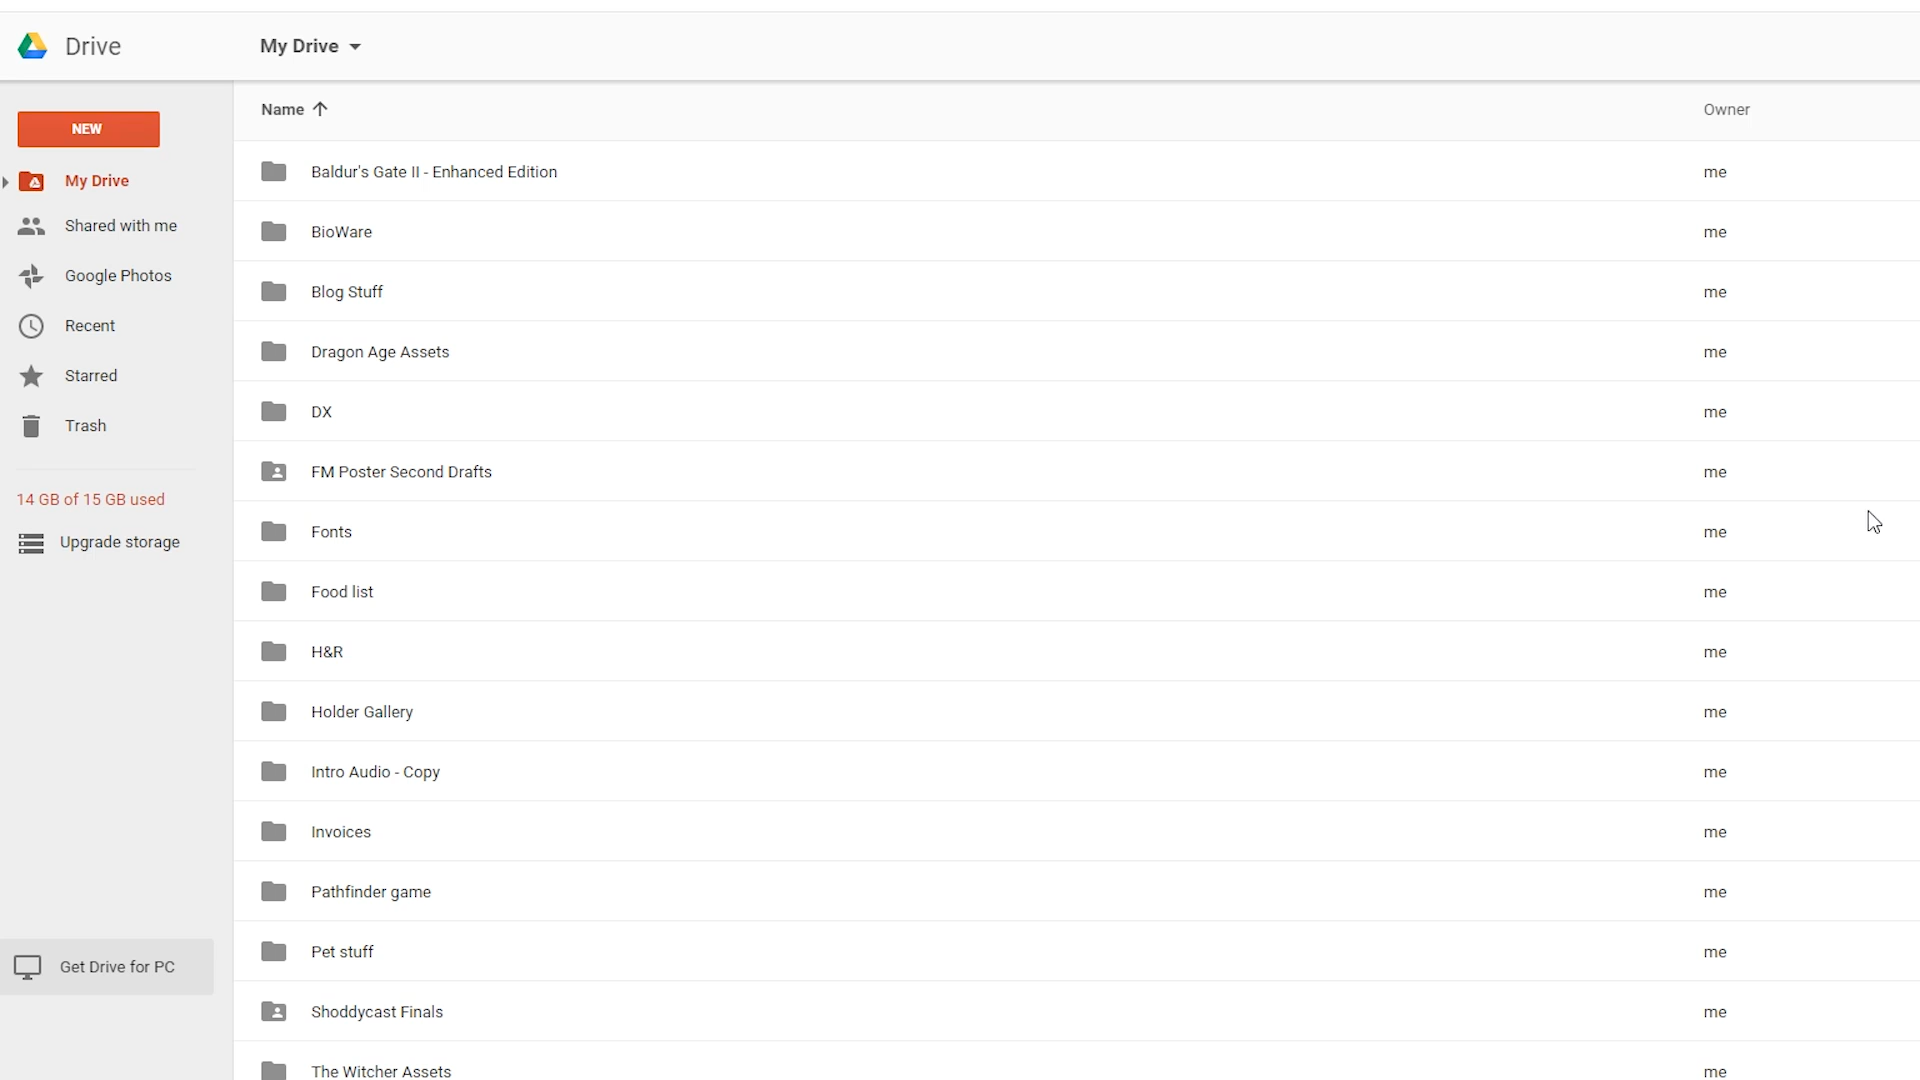 Drive
My Drive
Name
Owner
NEW
My Drive
Shared with me
Google Photos
Recent
Starred
Trash
14 GB of 15 GB used
Upgrade storage
Get Drive for PC
Baldur's Gate II - Enhanced Edition me
BioWare me
Blog Stuff me
Dragon Age Assets me
DX me
FM Poster Second Drafts me
Fonts me
Food list me
H&R me
Holder Gallery me
Intro Audio - Copy me
Invoices me
Pathfinder game me
Pet stuff me
Shoddycast Finals me
The Witcher Assets me